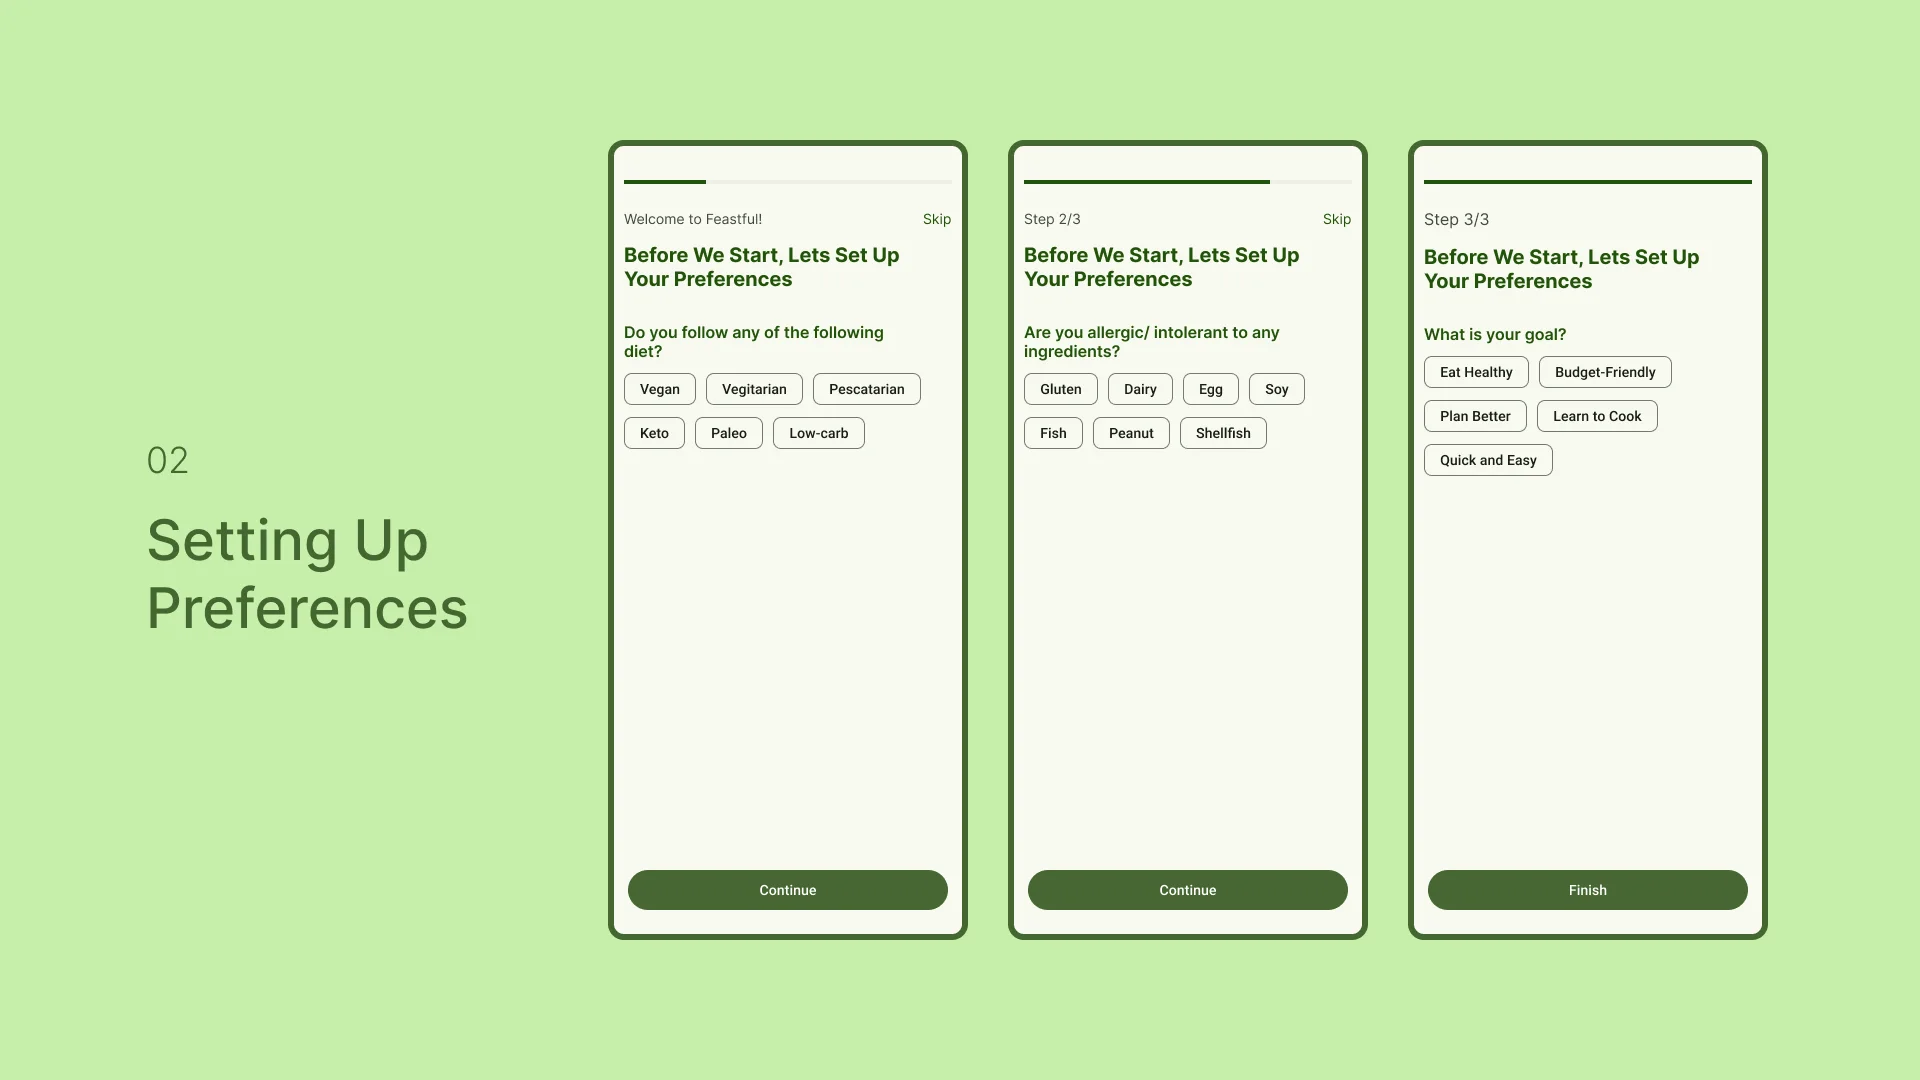 02
Setting Up
Preferences
Welcome to Feastful!
Skip
Before We Start, Lets Set Up
Your Preferences
Do you follow any of the following
diet?
Vegan Vegitarian Pescatarian
Keto Paleo Low-carb
Continue
Step 2/3
Skip
Before We Start, Lets Set Up
Your Preferences
Are you allergic/ intolerant to any
ingredients?
Gluten Dairy Egg Soy
Fish Peanut Shellfish
Continue
Step 3/3
Before We Start, Lets Set Up
Your Preferences
What is your goal?
Eat Healthy Budget-Friendly
Plan Better Learn to Cook
Quick and Easy
Finish